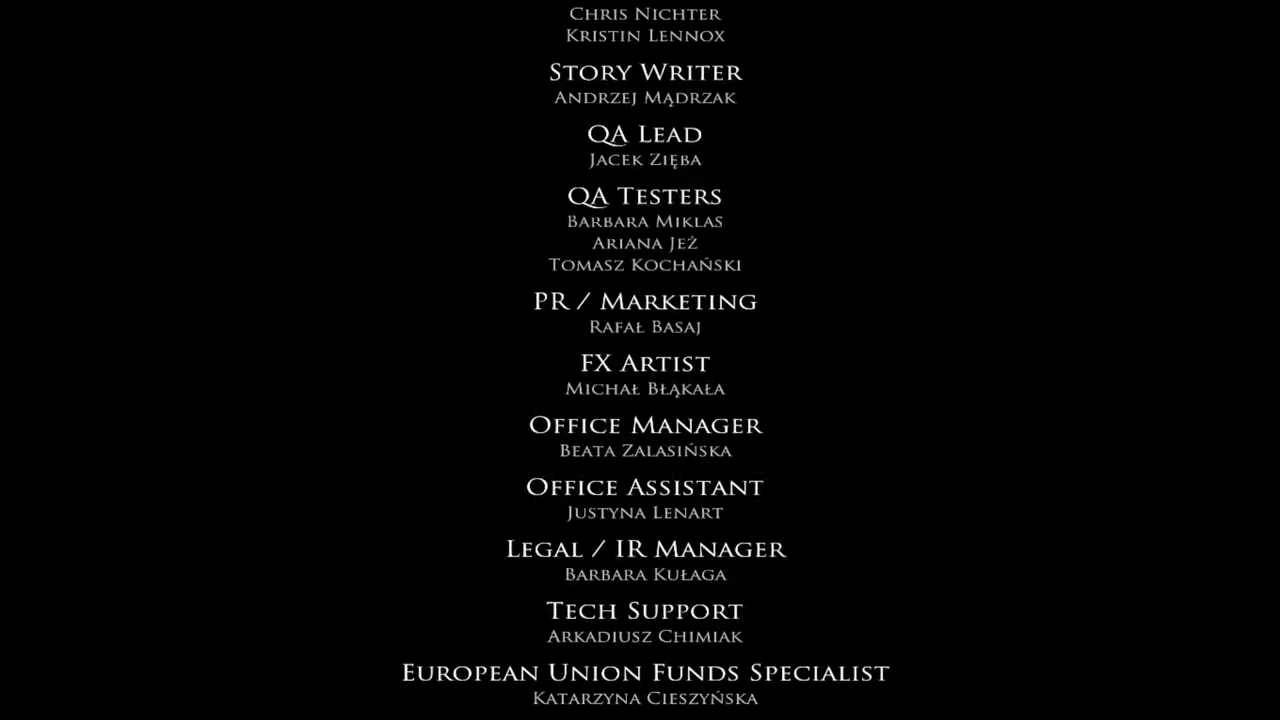 Chris Nichter
Kristin Lennox
Story Writer
Andrzej Mądrzak
QA Lead
Jacek Zięba
QA Testers
Barbara Miklas
Ariana Jeż
Tomasz Kochański
PR / Marketing
Rafał Basaj
FX Artist
Michał Błąkała
Office Manager
Beata Zalasińska
Office Assistant
Justyna Lenart
Legal / IR Manager
Barbara Kułaga
Tech Support
Arkadiusz Chimiak
European Union Funds Specialist
Katarzyna Cieszyńska